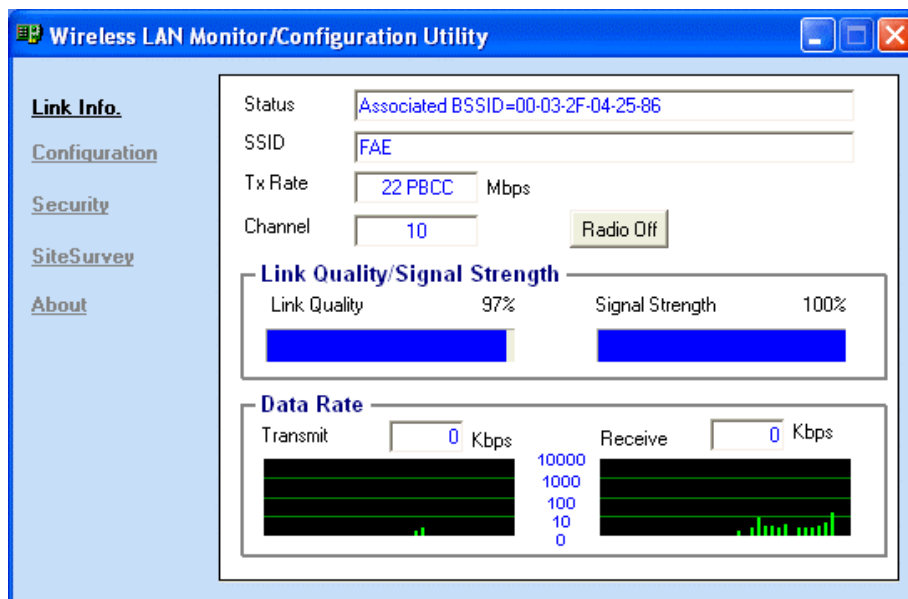 Wireless LAN Monitor/Configuration Utility
Link Info.
Configuration
Security
SiteSurvey
About
Status Associated BSSID=00-03-2F-04-25-86
SSID FAE
Tx Rate 22 PBCC Mbps
Channel 10 Radio Off
Link Quality/Signal Strength
Link Quality 97% Signal Strength 100%
Data Rate
Transmit 0 Kbps Receive 0 Kbps
10000
1000
100
10
0